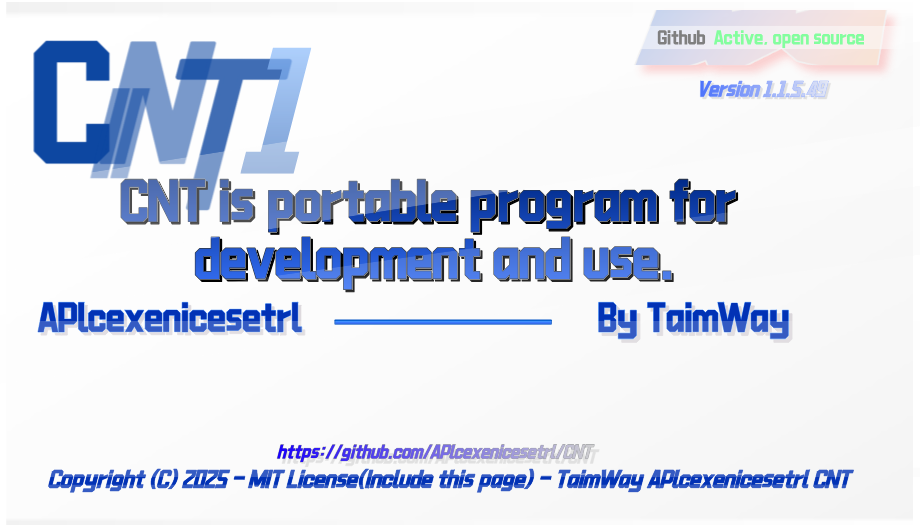 CNT1
Github Active, open source
Version 1.1.5.49
CNT is portable program for
development and use.
APIcexenicesetrl
By TaimWay
https://github.com/APIcexenicesetrl/CNT
Copyright (C) 2025 - MIT License(Include this page) - TaimWay APIcexenicesetrl CNT